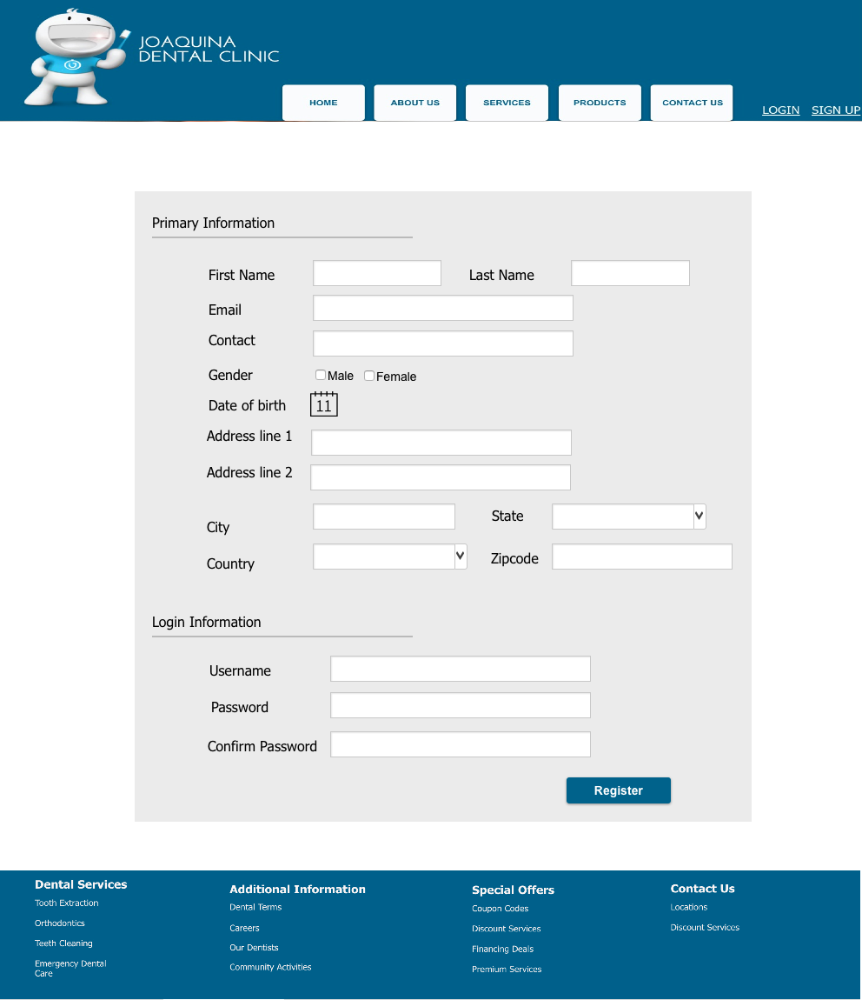 JOAQUINA
DENTAL CLINIC
HOME ABOUT US SERVICES PRODUCTS CONTACT US LOGIN SIGN UP
Primary Information
First Name Last Name
Email
Contact
Gender Male Female
Date of birth 11
Address line 1
Address line 2
City State
Country Zipcode
Login Information
Username
Password
Confirm Password
Register
Dental Services
Tooth Extraction
Orthodontics
Teeth Cleaning
Emergency Dental
Care
Additional Information
Dental Terms
Careers
Our Dentists
Community Activities
Special Offers
Coupon Codes
Discount Services
Financing Deals
Premium Services
Contact Us
Locations
Discount Services